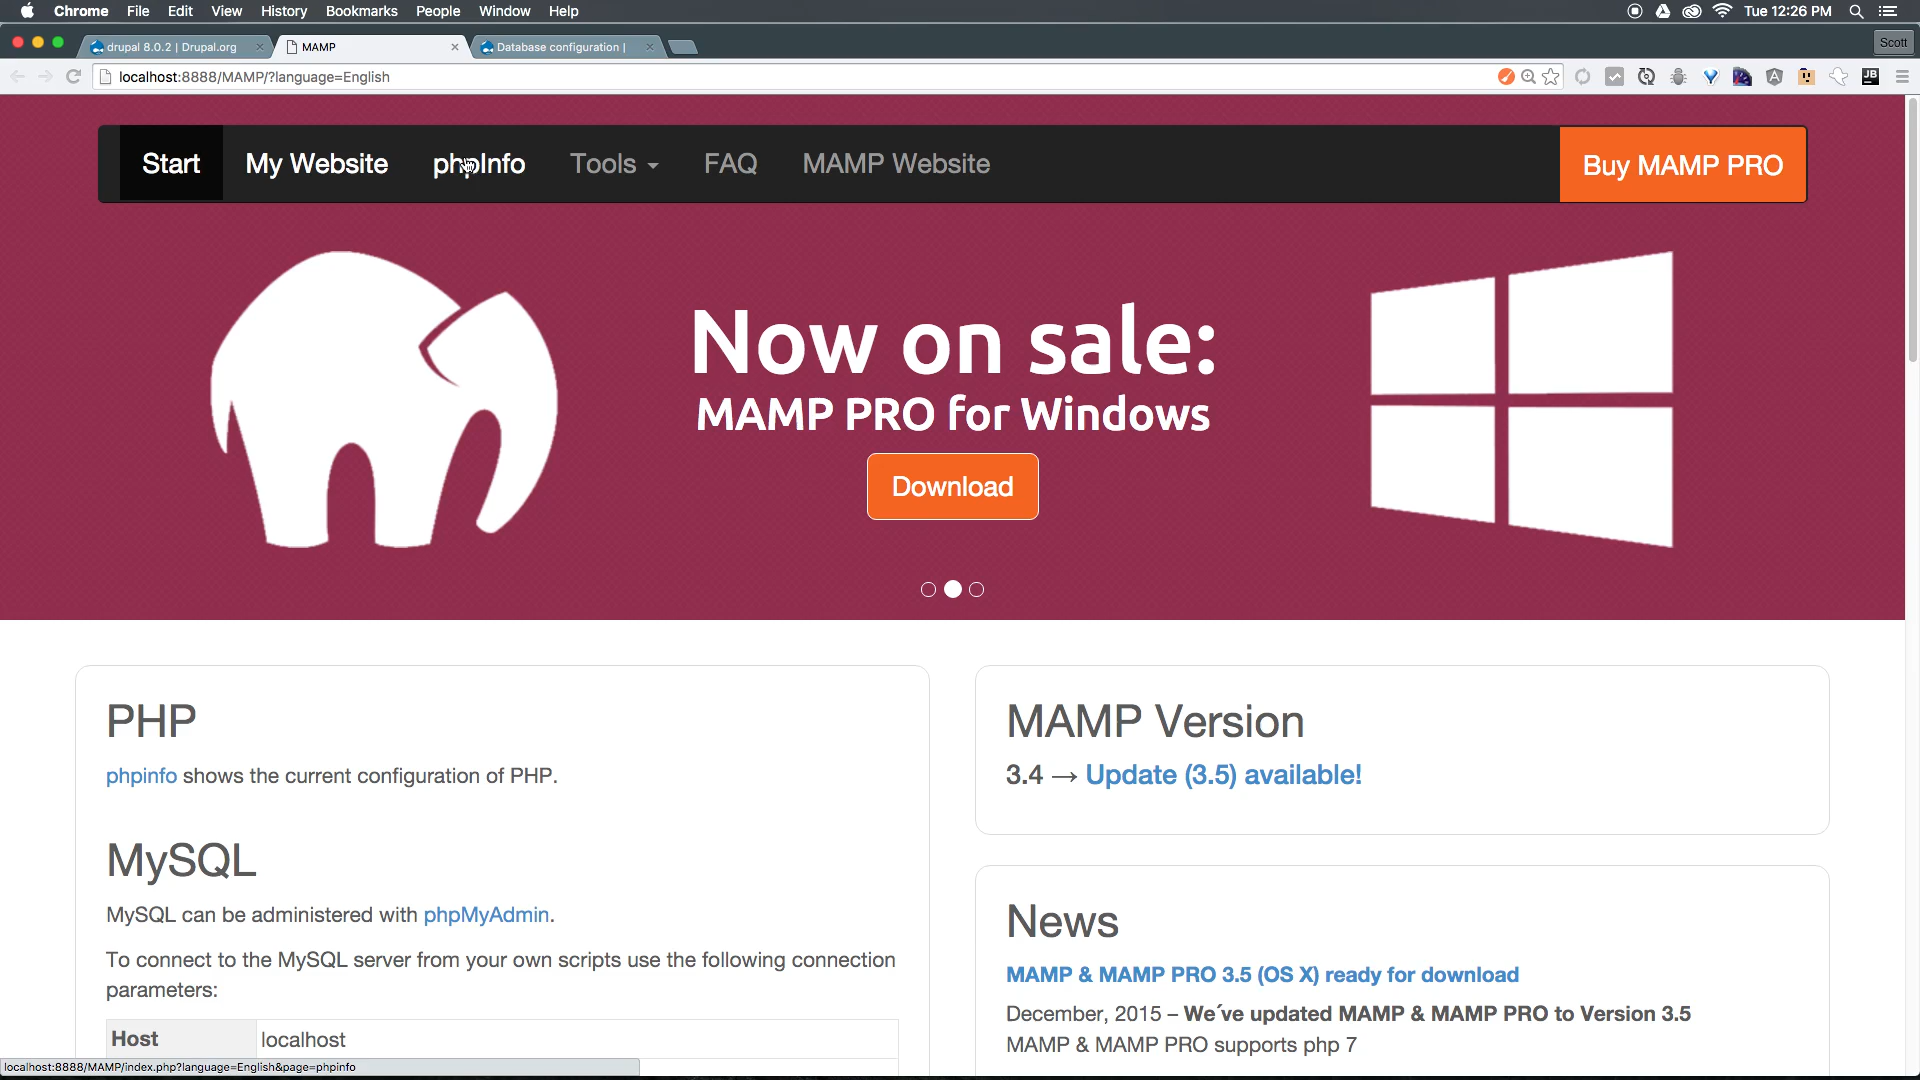 Chrome File Edit View History Bookmarks People Window Help Tue 12:26 PM
drupal 8.0.2 | Drupal.org MAMP Database configuration | Scott
localhost:8888/MAMP/?language=English JB
Start My Website phpInfo Tools FAQ MAMP Website Buy MAMP PRO
Now on sale:
MAMP PRO for Windows
Download
PHP
phpinfo shows the current configuration of PHP.
MySQL
MySQL can be administered with phpMyAdmin.
To connect to the MySQL server from your own scripts use the following connection
parameters:
Host localhost
MAMP Version
3.4 → Update (3.5) available!
News
MAMP & MAMP PRO 3.5 (OS X) ready for download
December, 2015 – We´ve updated MAMP & MAMP PRO to Version 3.5
MAMP & MAMP PRO supports php 7
localhost:8888/MAMP/index.php?language=English&page=phpinfo